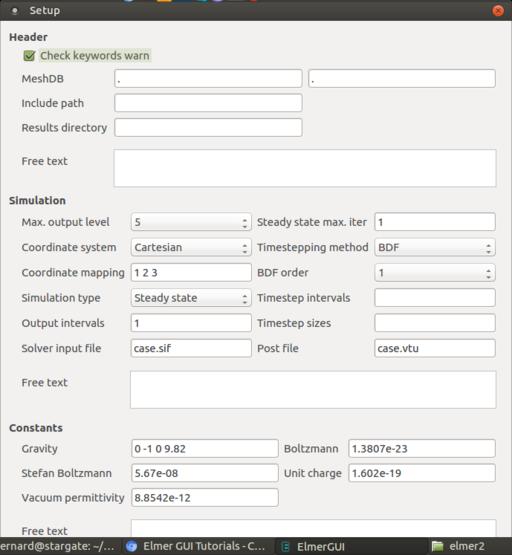 Setup
Header
Check keywords warn
MeshDB . .
Include path
Results directory
Free text
Simulation
Max. output level 5 Steady state max. iter 1
Coordinate system Cartesian Timestepping method BDF
Coordinate mapping 1 2 3 BDF order 1
Simulation type Steady state Timestep intervals
Output intervals 1 Timestep sizes
Solver input file case.sif Post file case.vtu
Free text
Constants
Gravity 0 -1 0 9.82 Boltzmann 1.3807e-23
Stefan Boltzmann 5.67e-08 Unit charge 1.602e-19
Vacuum permittivity 8.8542e-12
Free text
ernard@stargate: ~/... Elmer GUI Tutorials - C... ElmerGUI elmer2